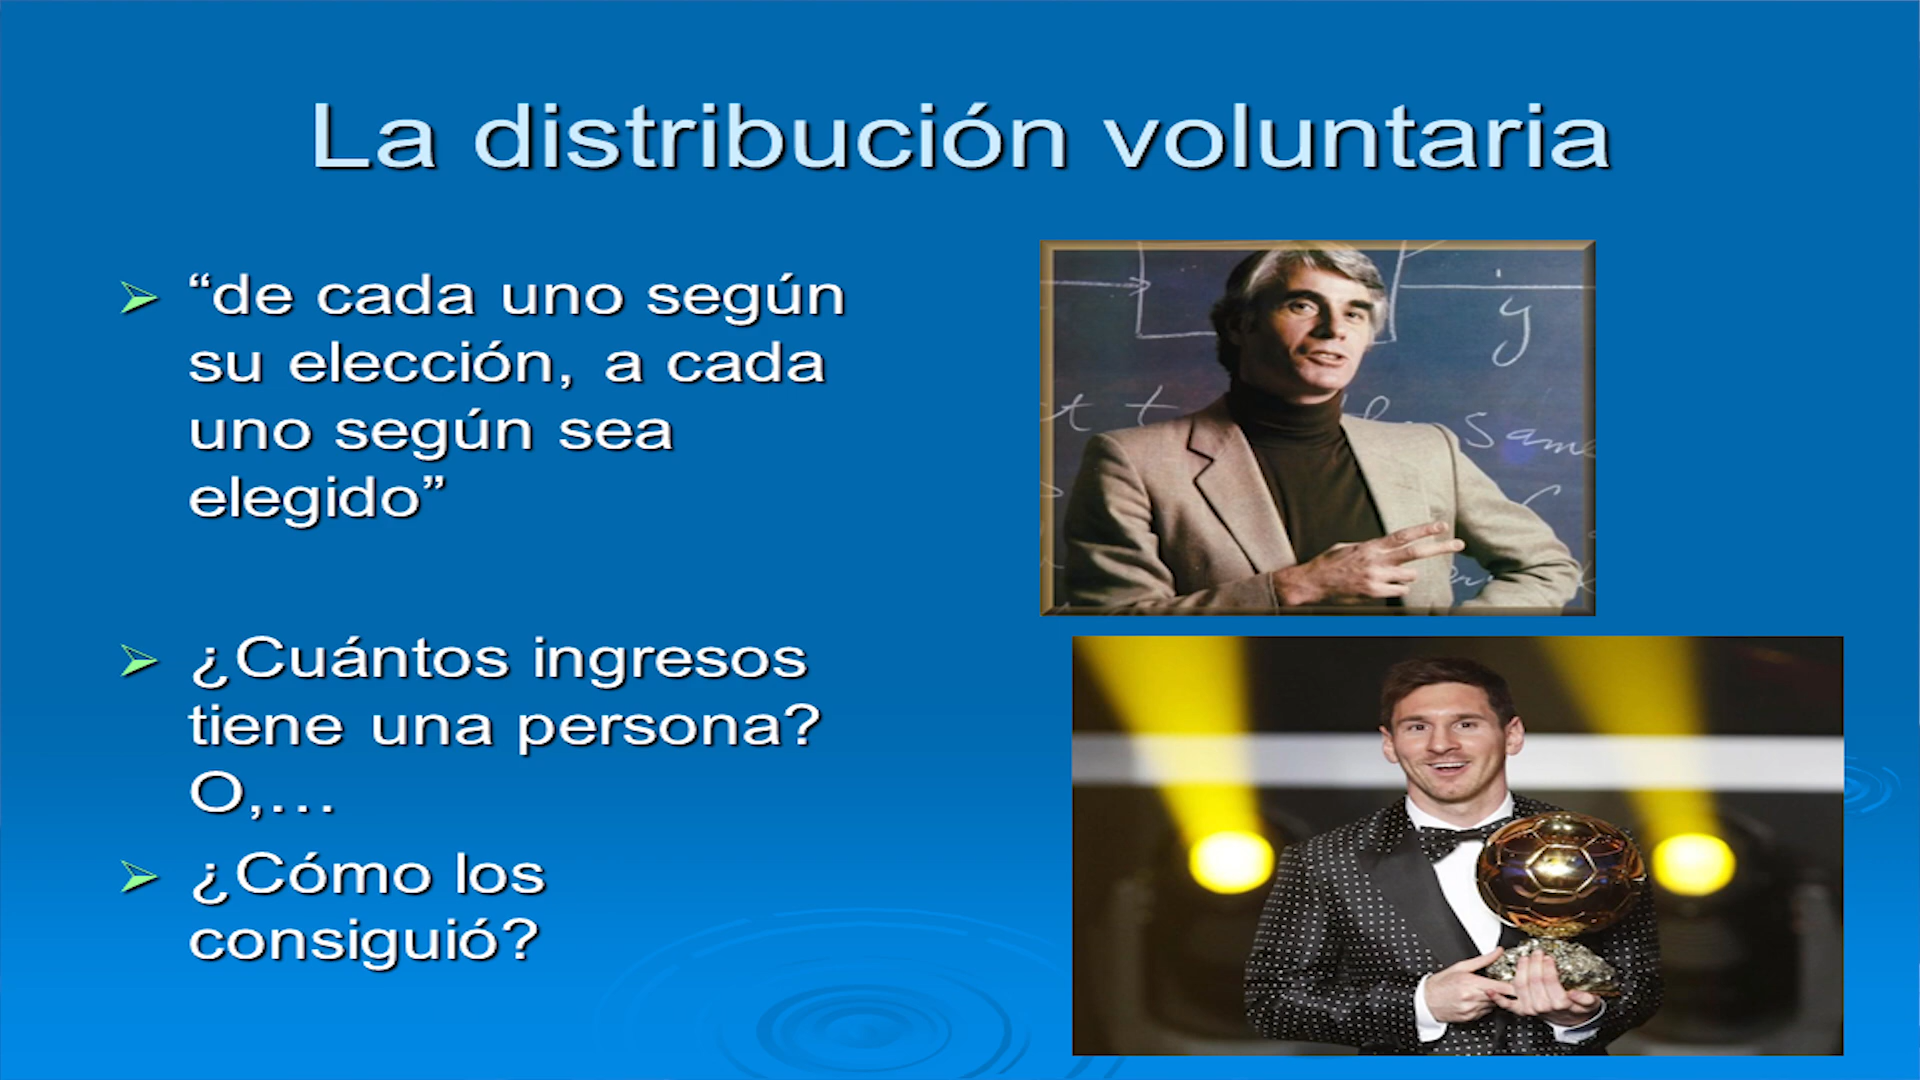 La distribución voluntaria
“de cada uno según
su elección, a cada
uno según sea
elegido”
¿Cuántos ingresos
tiene una persona?
O,…
¿Cómo los
consiguió?
y
same